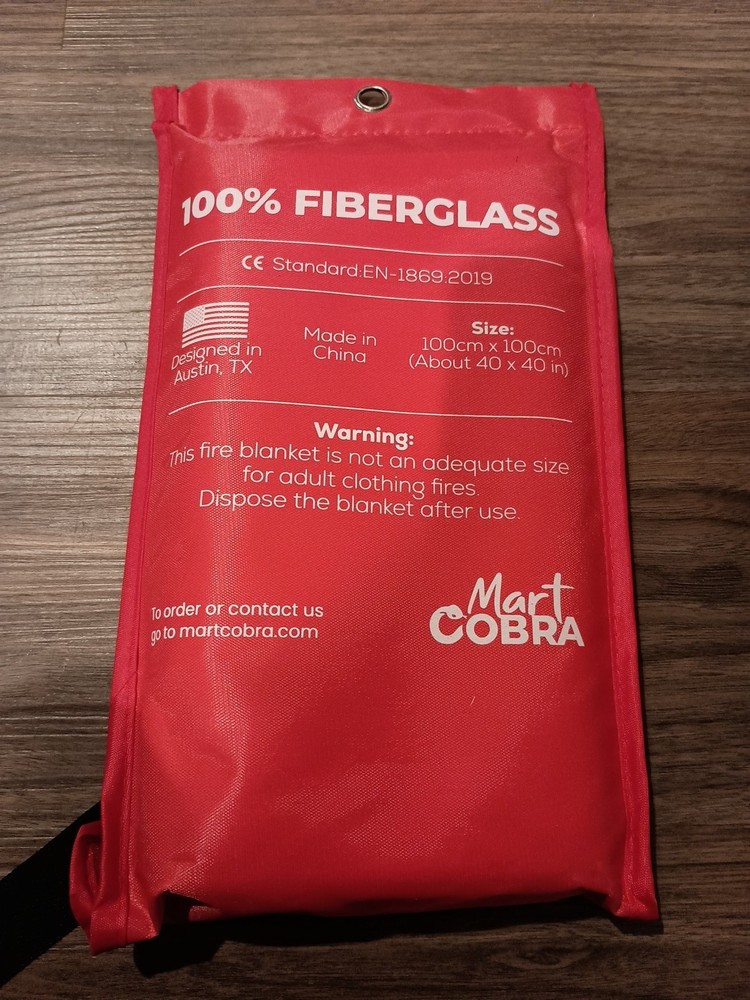 100% FIBERGLASS
CE Standard:EN-1869:2019
Designed in
Austin, TX
Made in
China
Size:
100cm x 100cm
(About 40 x 40 in)
Warning:
This fire blanket is not an adequate size
for adult clothing fires.
Dispose the blanket after use.
To order or contact us
go to martcobra.com
Mart
COBRA